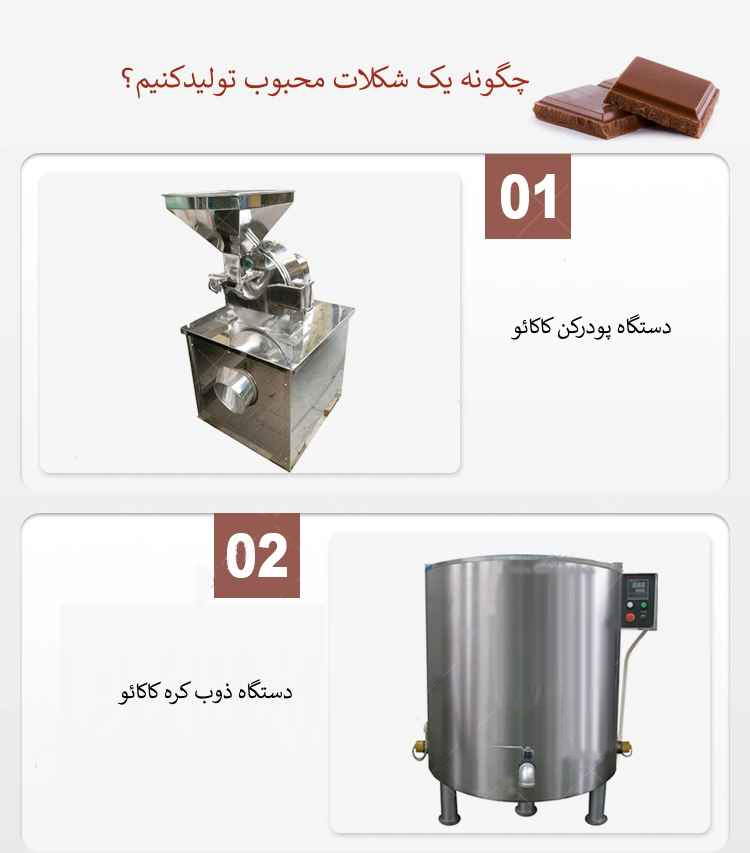 چگونه یک شکلات محبوب تولیدکنیم؟
01
دستگاه پودرکن کاکائو
02
دستگاه ذوب کره کاکائو